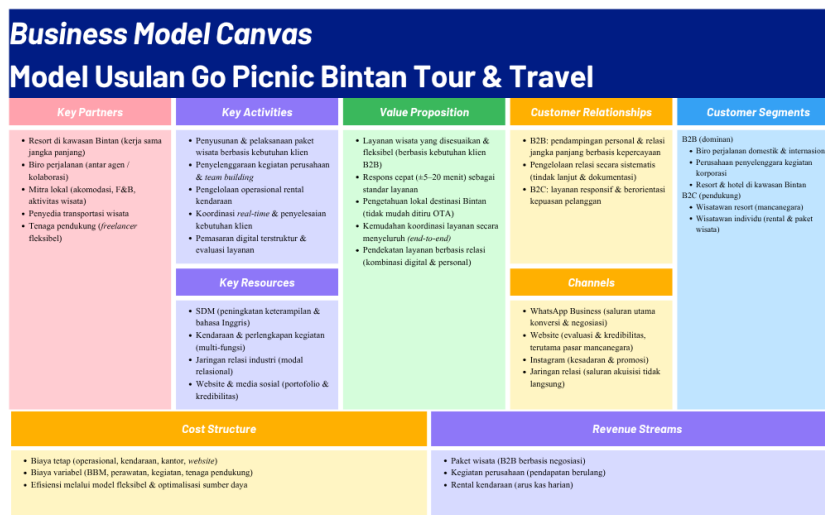 Business Model Canvas
Model Usulan Go Picnic Bintan Tour & Travel
Key Partners
• Resort di kawasan Bintan (kerja sama
jangka panjang)
• Biro perjalanan (antar agen /
kolaborasi)
• Mitra lokal (akomodasi, F&B,
aktivitas wisata)
• Penyedia transportasi wisata
• Tenaga pendukung (freelancer
fleksibel)
Key Activities
• Penyusunan & pelaksanaan paket
wisata berbasis kebutuhan klien
• Penyelenggaraan kegiatan perusahaan
& team building
• Pengelolaan operasional rental
kendaraan
• Koordinasi real-time & penyelesaian
kebutuhan klien
• Pemasaran digital terstruktur &
evaluasi layanan
Key Resources
• SDM (peningkatan keterampilan &
bahasa Inggris)
• Kendaraan & perlengkapan kegiatan
(multi-fungsi)
• Jaringan relasi industri (modal
relasional)
• Website & media sosial (portofolio &
kredibilitas)
Value Proposition
• Layanan wisata yang disesuaikan &
fleksibel (berbasis kebutuhan klien
B2B)
• Respons cepat (±5–20 menit) sebagai
standar layanan
• Pengetahuan lokal destinasi Bintan
(tidak mudah ditiru OTA)
• Kemudahan koordinasi layanan secara
menyeluruh (end-to-end)
• Pendekatan layanan berbasis relasi
(kombinasi digital & personal)
Customer Relationships
• B2B: pendampingan personal & relasi
jangka panjang berbasis kepercayaan
• Pengelolaan relasi secara sistematis
(tindak lanjut & dokumentasi)
• B2C: layanan responsif & berorientasi
kepuasan pelanggan
Channels
• WhatsApp Business (saluran utama
konversi & negosiasi)
• Website (evaluasi & kredibilitas,
terutama pasar mancanegara)
• Instagram (kesadaran & promosi)
• Jaringan relasi (saluran akuisisi tidak
langsung)
Customer Segments
B2B (dominan)
• Biro perjalanan domestik & internasion
• Perusahaan penyelenggara kegiatan
korporasi
• Resort & hotel di kawasan Bintan
B2C (pendukung)
• Wisatawan resort (mancanegara)
• Wisatawan individu (rental & paket
wisata)
Cost Structure
• Biaya tetap (operasional, kendaraan, kantor, website)
• Biaya variabel (BBM, perawatan, kegiatan, tenaga pendukung)
• Efisiensi melalui model fleksibel & optimalisasi sumber daya
Revenue Streams
• Paket wisata (B2B berbasis negosiasi)
• Kegiatan perusahaan (pendapatan berulang)
• Rental kendaraan (arus kas harian)